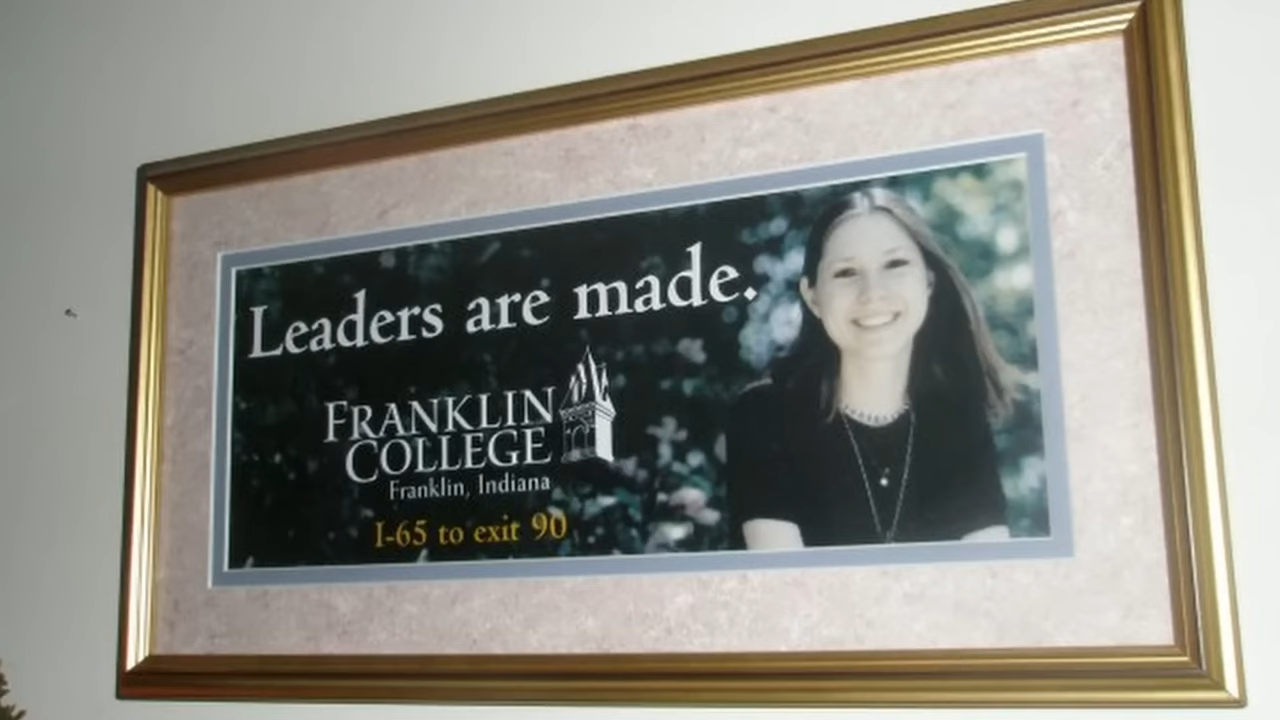 Leaders are made.
FRANKLIN
COLLEGE
Franklin, Indiana
I-65 to exit 90